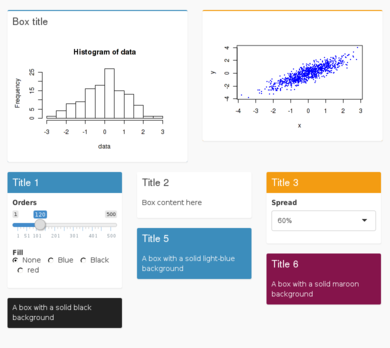 Box title
Histogram of data
Frequency
0 5 15 25
-3 -2 -1 0 1 2 3
data
y
-4 -2 0 2 4
-4 -3 -2 -1 0 1 2 3
x
Title 1
Orders
1 120 500
1 51 101 201 301 401 500
Fill
None Blue Black
red
A box with a solid black
background
Title 2
Box content here
Title 5
A box with a solid light-blue
background
Title 3
Spread
60%
Title 6
A box with a solid maroon
background